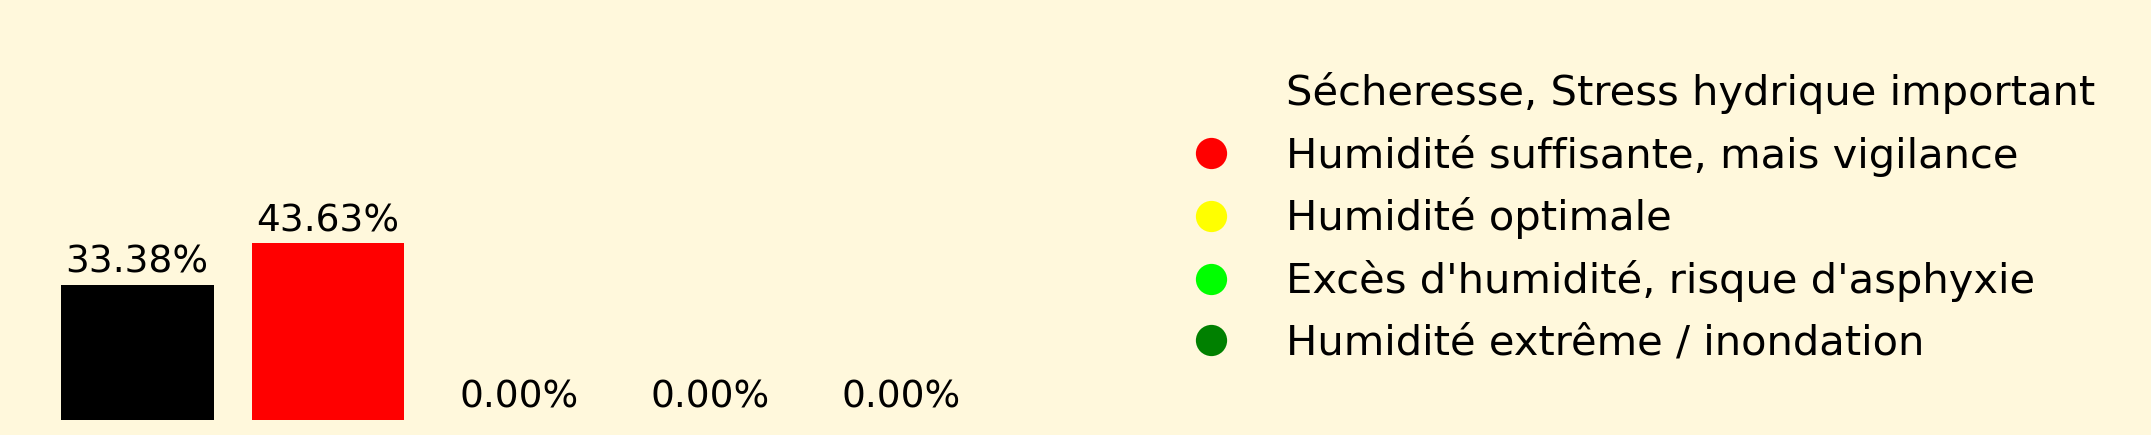 33.38%
43.63%
0.00%
0.00%
0.00%
Sécheresse, Stress hydrique important
Humidité suffisante, mais vigilance
Humidité optimale
Excès d'humidité, risque d'asphyxie
Humidité extrême / inondation